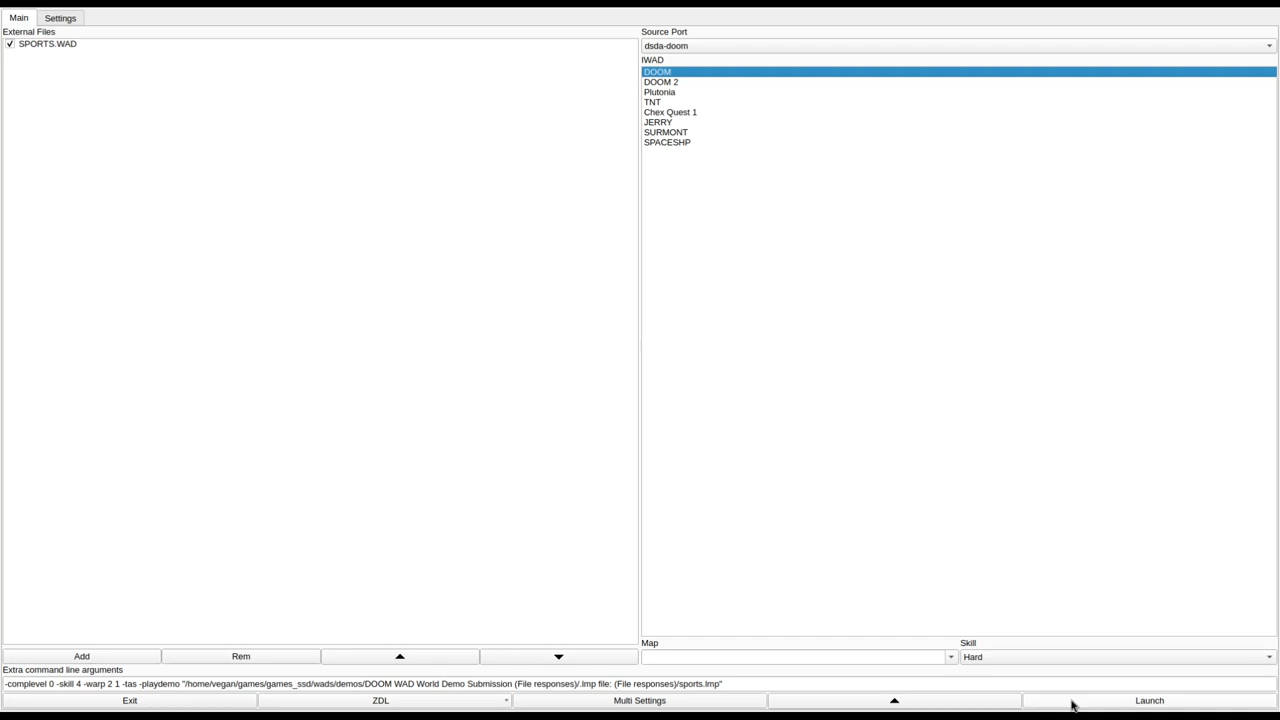 Main Settings
External Files
SPORTS.WAD
Source Port
dsda-doom
IWAD
DOOM
DOOM 2
Plutonia
TNT
Chex Quest 1
JERRY
SURMONT
SPACESHP
Add Rem
Map Skill
Hard
Extra command line arguments
-complevel 0 -skill 4 -warp 2 1 -tas -playdemo "/home/vegan/games/games_ssd/wads/demos/DOOM WAD World Demo Submission (File responses)/.lmp file: (File responses)/sports.lmp"
Exit ZDL Multi Settings Launch